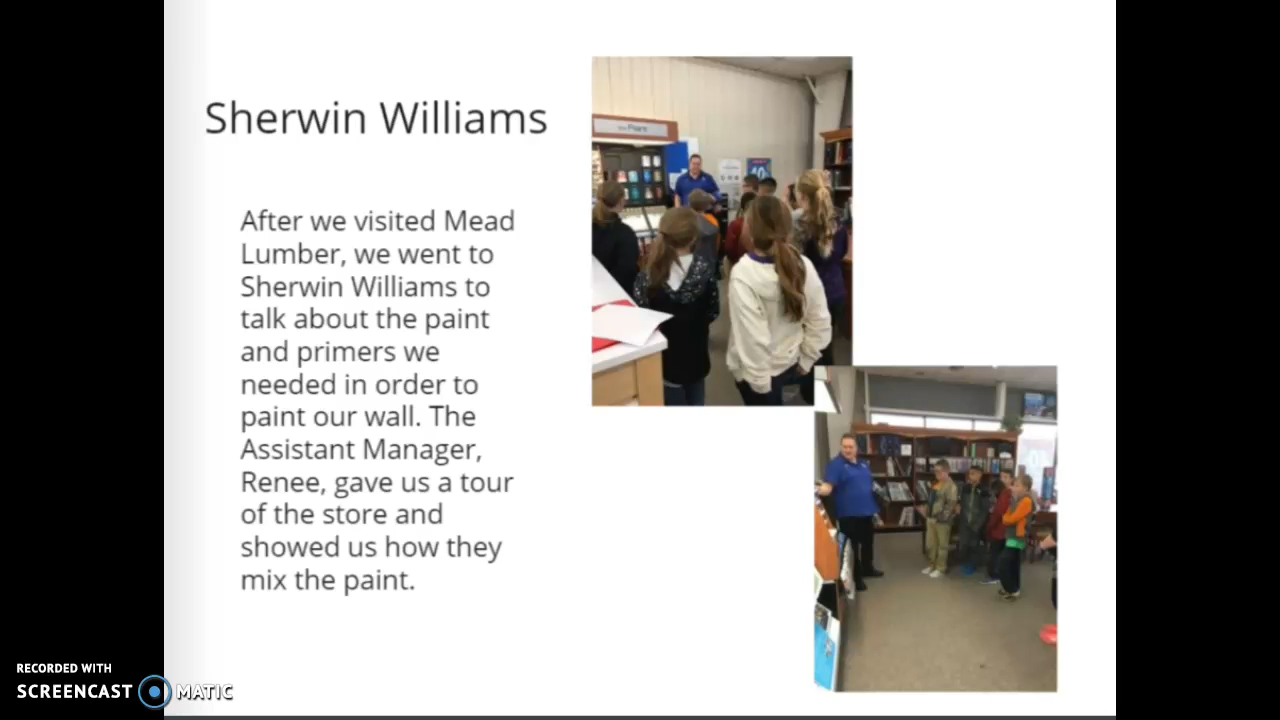 Sherwin Williams
After we visited Mead
Lumber, we went to
Sherwin Williams to
talk about the paint
and primers we
needed in order to
paint our wall. The
Assistant Manager,
Renee, gave us a tour
of the store and
showed us how they
mix the paint.
RECORDED WITH
SCREENCAST MATIC